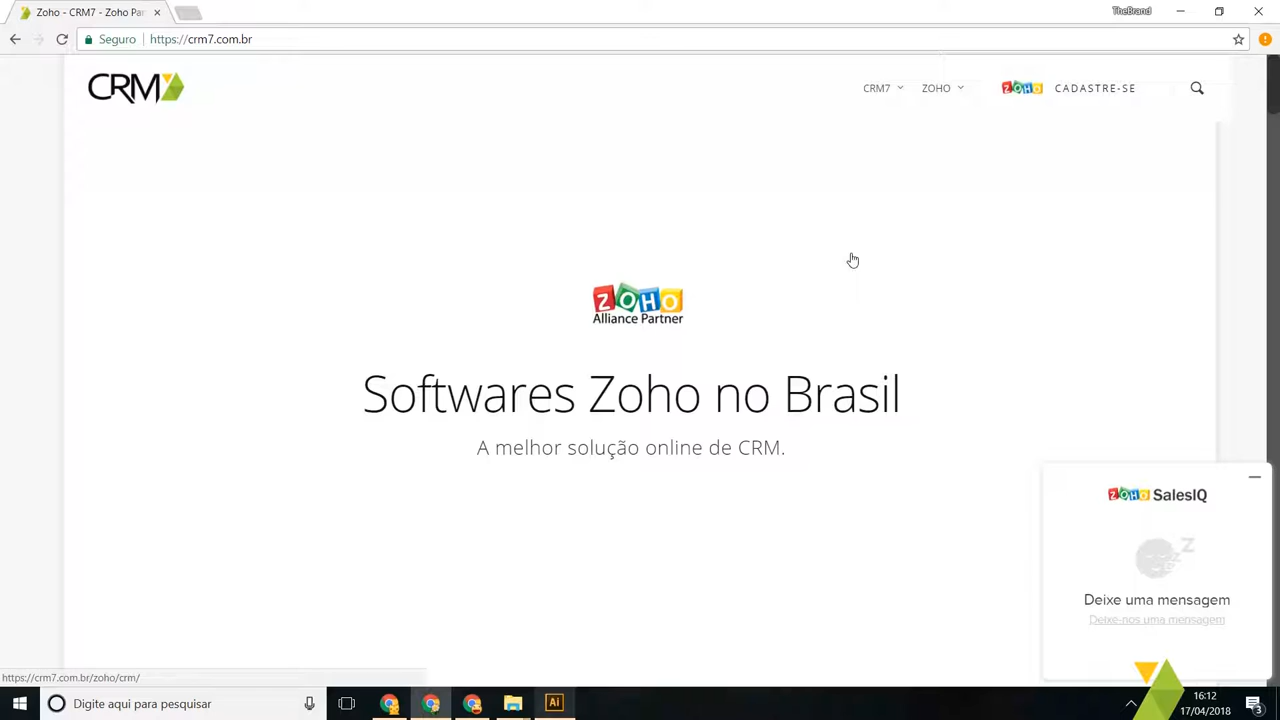 Zoho - CRM7 - Zoho Par
TheBrand
Seguro
https://crm7.com.br
CRM
CRM7
ZOHO
ZOHO
CADASTRE-SE
ZOHO
Alliance Partner
Softwares Zoho no Brasil
A melhor solução online de CRM.
ZOHO SalesIQ
z
Deixe uma mensagem
Deixe-nos uma mensagem
https://crm7.com.br/zoho/crm/
Digite aqui para pesquisar
Ai
16:12
17/04/2018
3